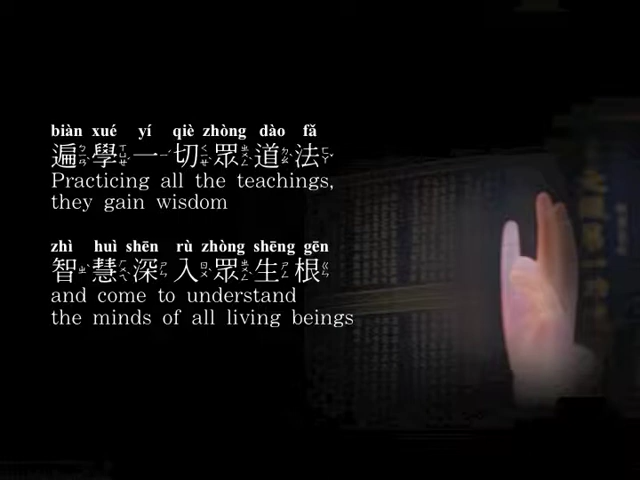 biàn xué yí qiè zhòng dào fǎ
遍學一切眾道法
Practicing all the teachings,
they gain wisdom
zhì huì shēn rù zhòng shēng gēn
智慧深入眾生根
and come to understand
the minds of all living beings